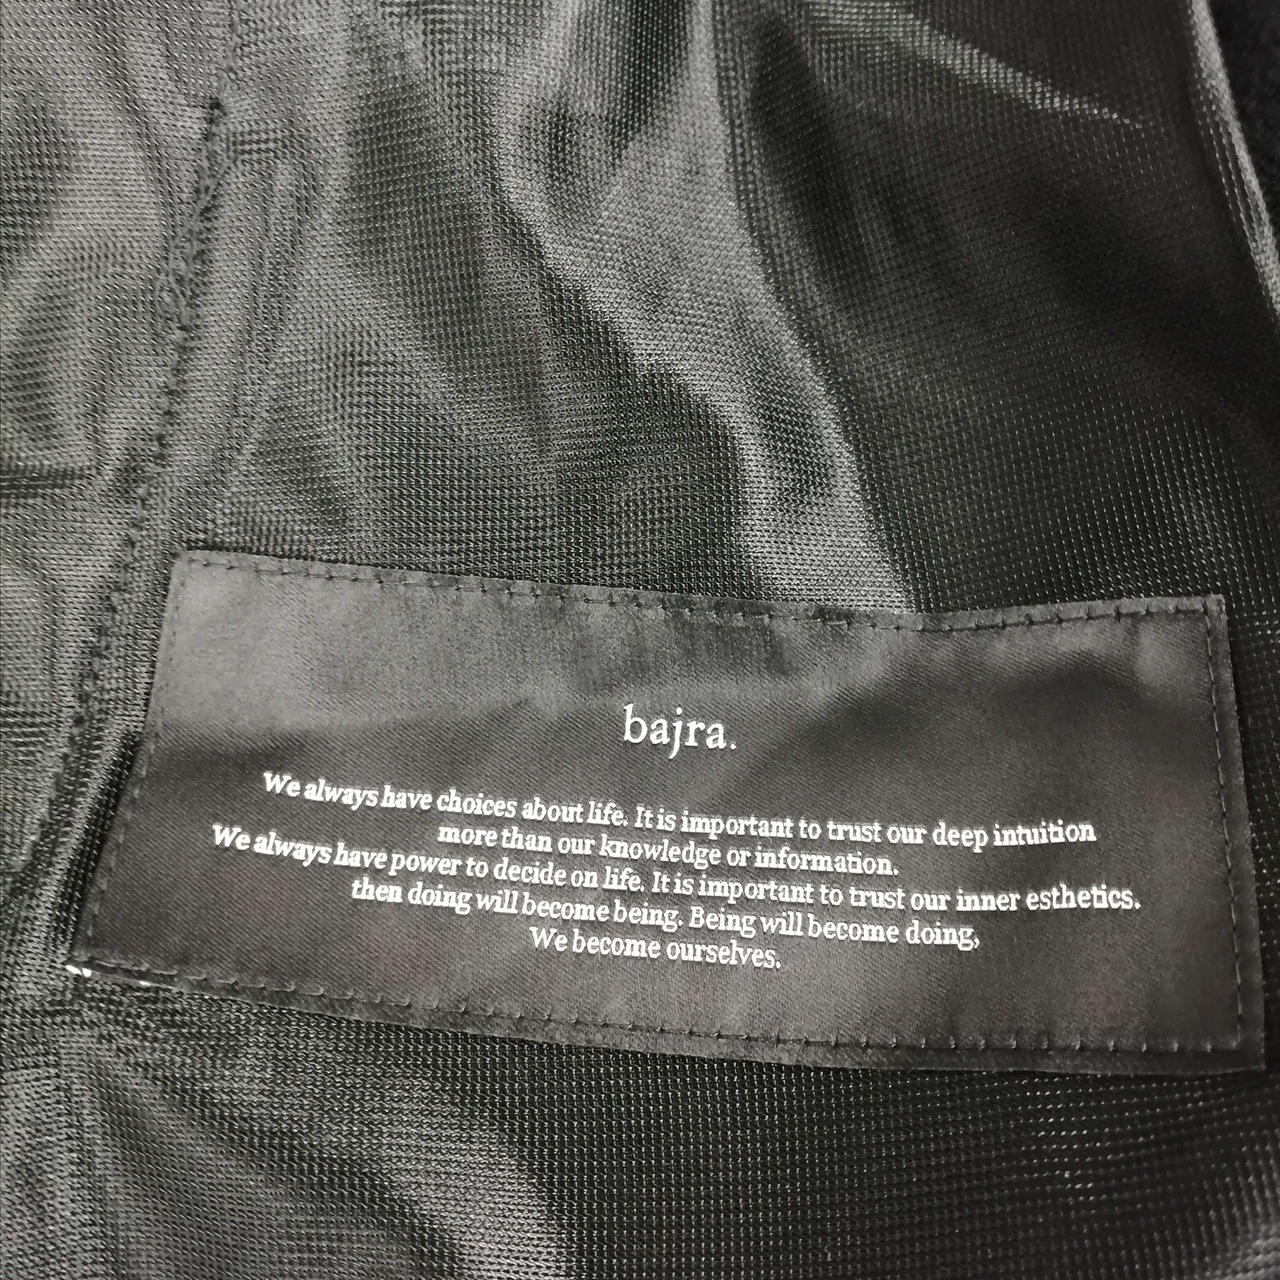 bajra.
We always have choices about life. It is important to trust our deep intuition
more than our knowledge or information.
We always have power to decide on life. It is important to trust our inner esthetics.
then doing will become being. Being will become doing,
We become ourselves.